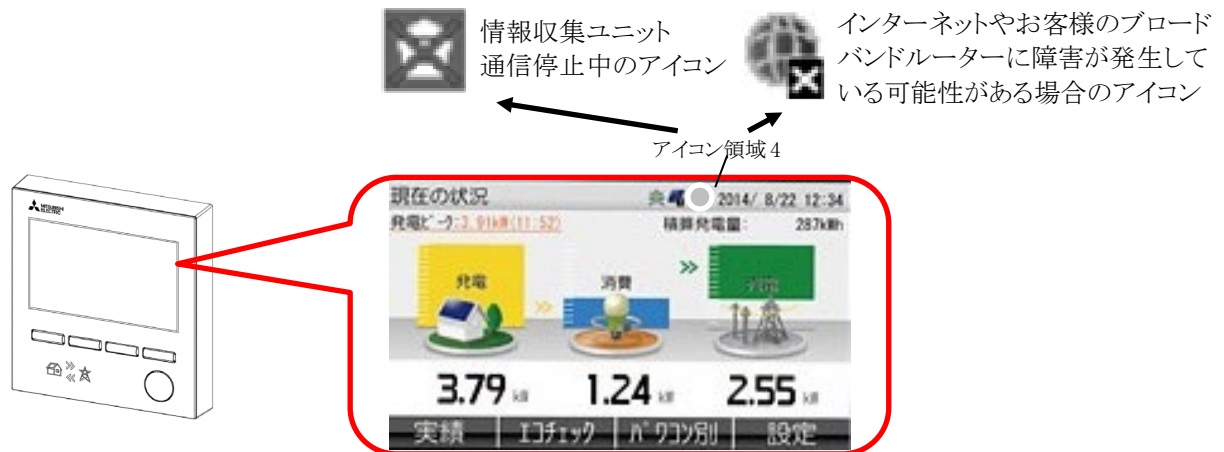 情報収集ユニット
通信停止中のアイコン
インターネットやお客様のブロード
バンドルーターに障害が発生して
いる可能性がある場合のアイコン
アイコン領域4
MITSUBISHI
ELECTRIC
現在の状況
2014/ 8/22 12:34
発電ピーク:3.91kW(11:52)
積算発電量: 287kWh
発電
消費
売電
3.79 kW
1.24 kW
2.55 kW
実績
エコチェック
パワコン別
設定